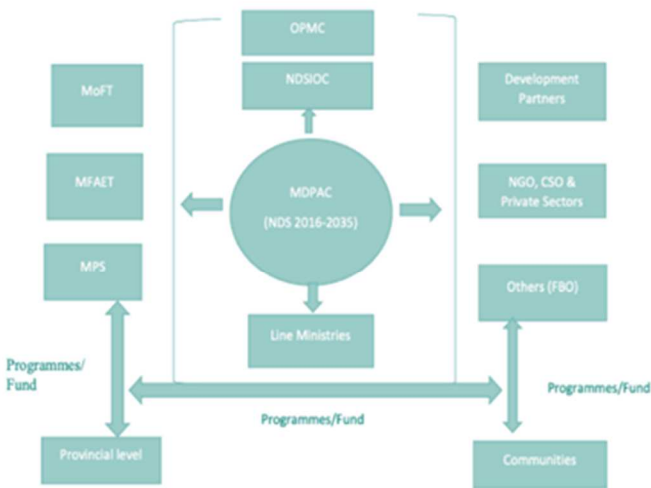 OPMC
NDSIOC
MoFT
Development
Partners
MFAET
MDPAC
(NDS 2016-2035)
NGO, CSO &
Private Sectors
MPS
Others (FBO)
Line Ministries
Programmes/
Fund
Programmes/Fund
Programmes/Fund
Provincial level
Communities